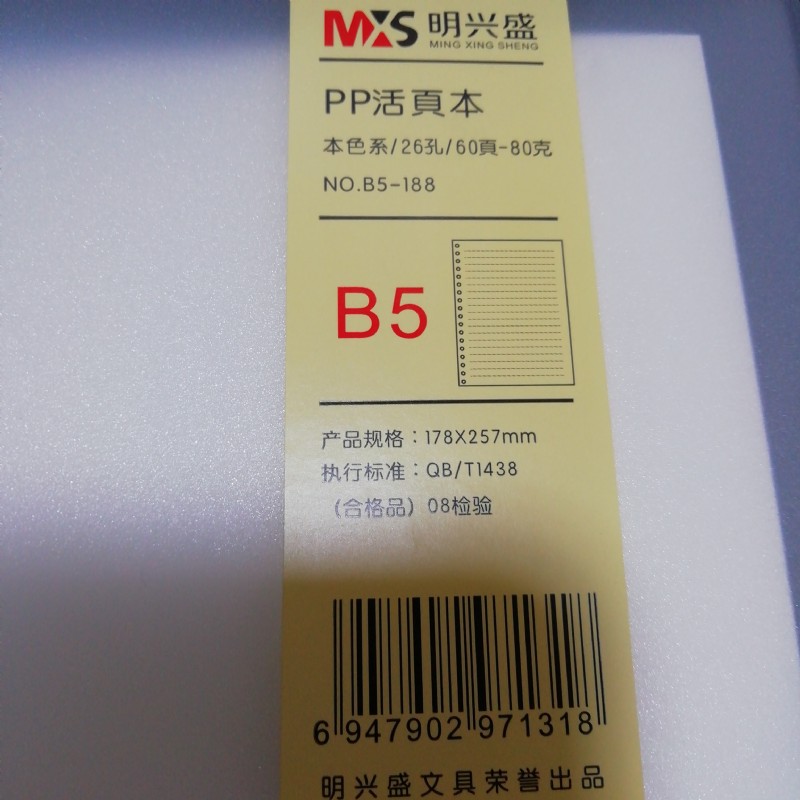 MXS 明兴盛
MING XING SHENG
PP活頁本
本色系/26孔/60頁-80克
NO.B5-188
B5
产品规格：178X257mm
执行标准：QB/T1438
（合格品）08检验
6 947902 971318
明兴盛文具荣誉出品